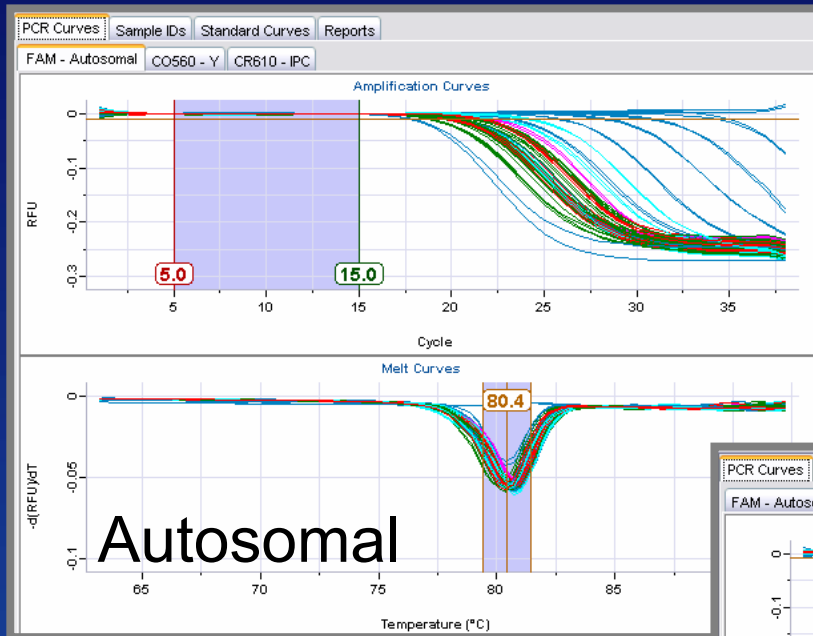 PCR Curves Sample IDs Standard Curves Reports
FAM - Autosomal CO560 - Y CR610 - IPC
Amplification Curves
0
-0.1
-0.2
-0.3
RFU
5.0 15.0
5 10 15 20 25 30 35
Cycle
Melt Curves
0
-0.05
-0.1
-d(RFU)/dT
80.4
Autosomal
65 70 75 80 85
Temperature (°C)
PCR Curves
FAM - Autos
0
-0.1